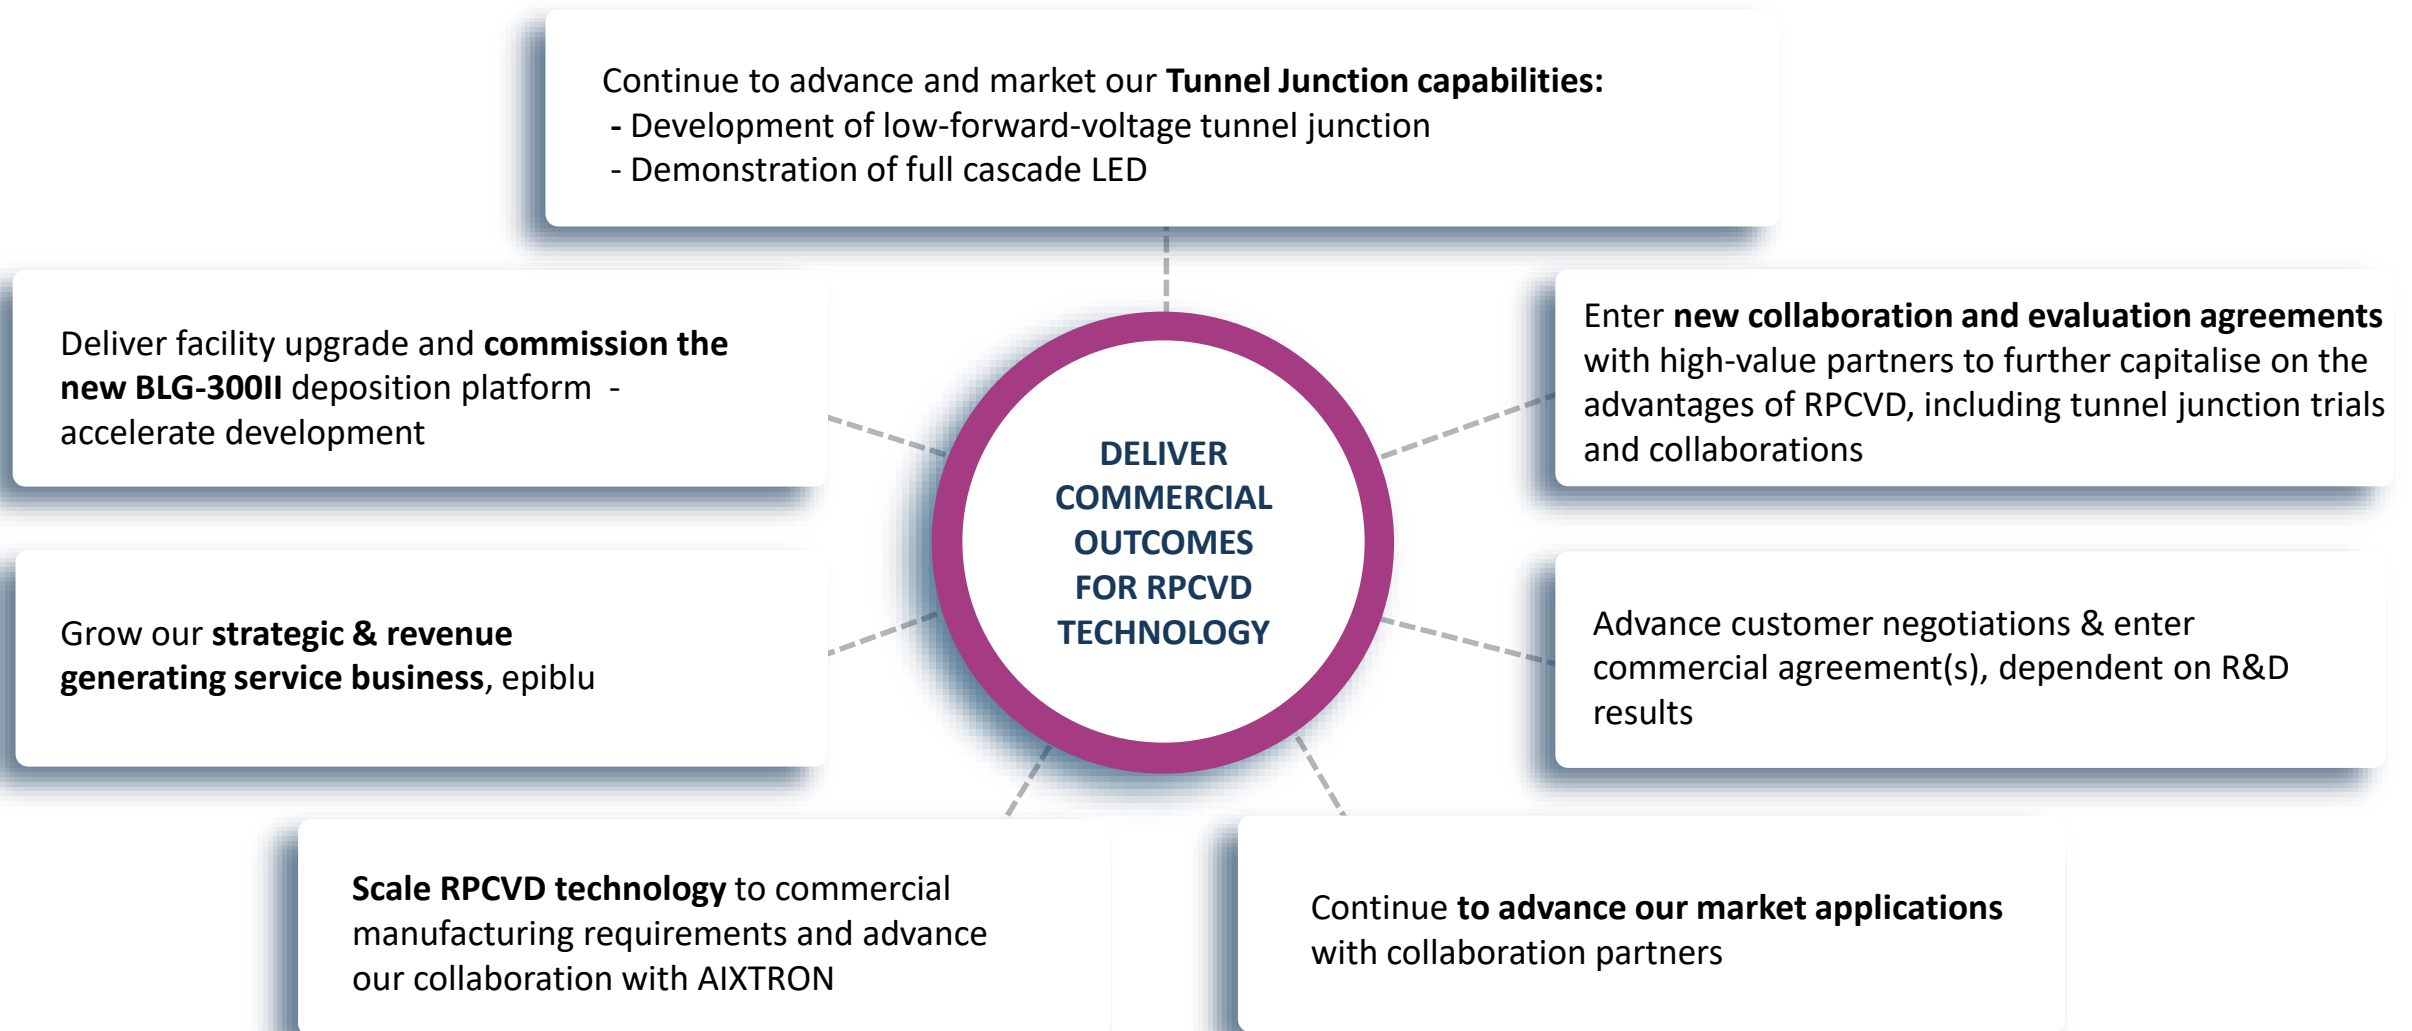 Continue to advance and market our Tunnel Junction capabilities:
- Development of low-forward-voltage tunnel junction
- Demonstration of full cascade LED
Deliver facility upgrade and commission the
new BLG-300II deposition platform -
accelerate development
Enter new collaboration and evaluation agreements
with high-value partners to further capitalise on the
advantages of RPCVD, including tunnel junction trials
and collaborations
DELIVER
COMMERCIAL
OUTCOMES
FOR RPCVD
TECHNOLOGY
Grow our strategic & revenue
generating service business, epiblu
Advance customer negotiations & enter
commercial agreement(s), dependent on R&D
results
Scale RPCVD technology to commercial
manufacturing requirements and advance
our collaboration with AIXTRON
Continue to advance our market applications
with collaboration partners